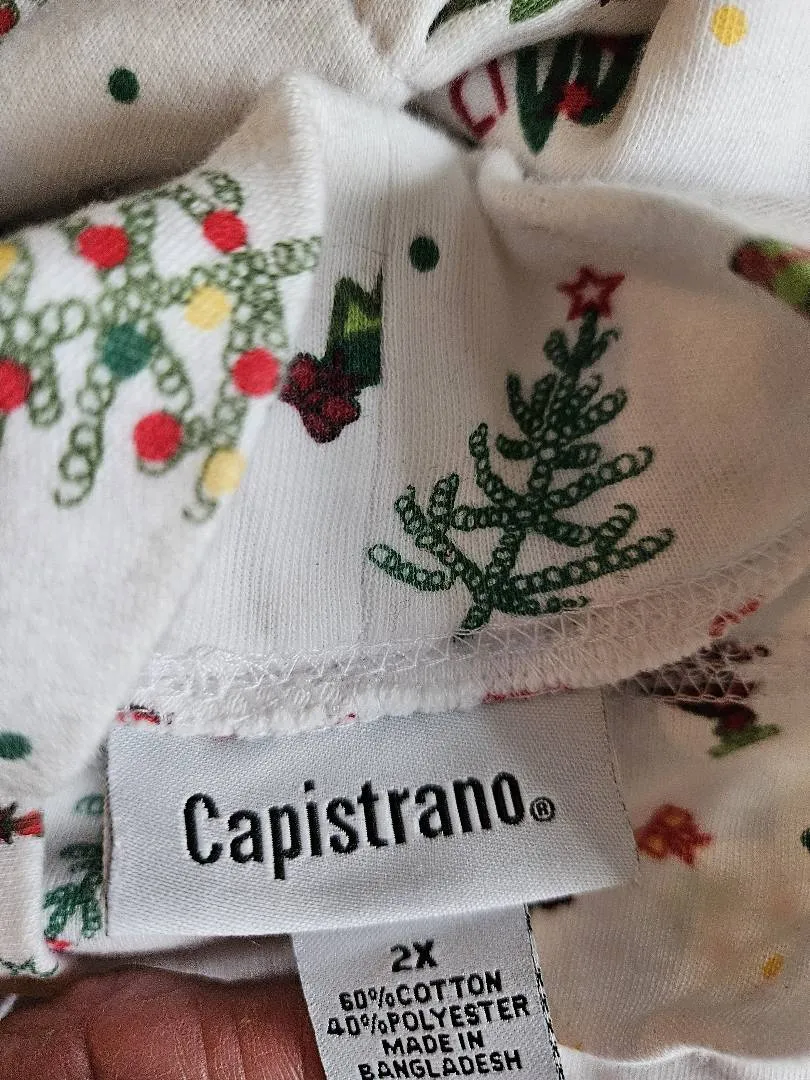 Capistrano®
2X
60%COTTON
40%POLYESTER
MADE IN
BANGLADESH